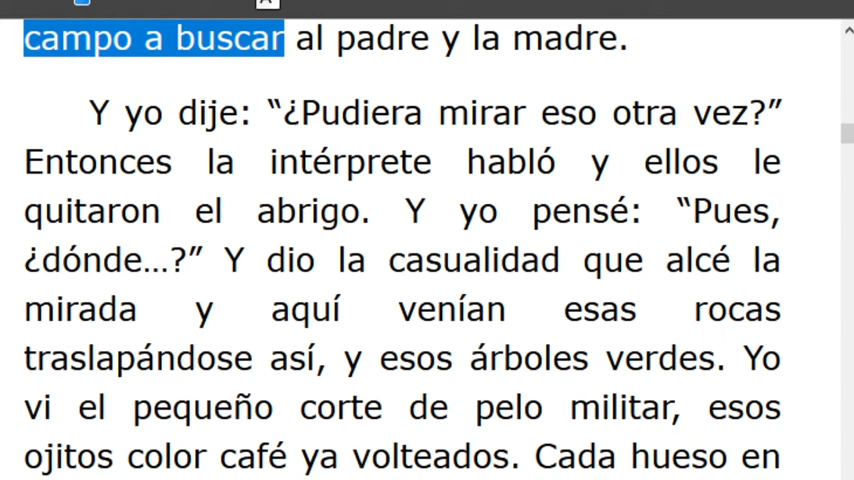 campo a buscar al padre y la madre.
Y yo dije: “¿Pudiera mirar eso otra vez?”
Entonces la intérprete habló y ellos le
quitaron el abrigo. Y yo pensé: “Pues,
¿dónde…?” Y dio la casualidad que alcé la
mirada y aquí venían esas rocas
traslapándose así, y esos árboles verdes. Yo
vi el pequeño corte de pelo militar, esos
ojitos color café ya volteados. Cada hueso en